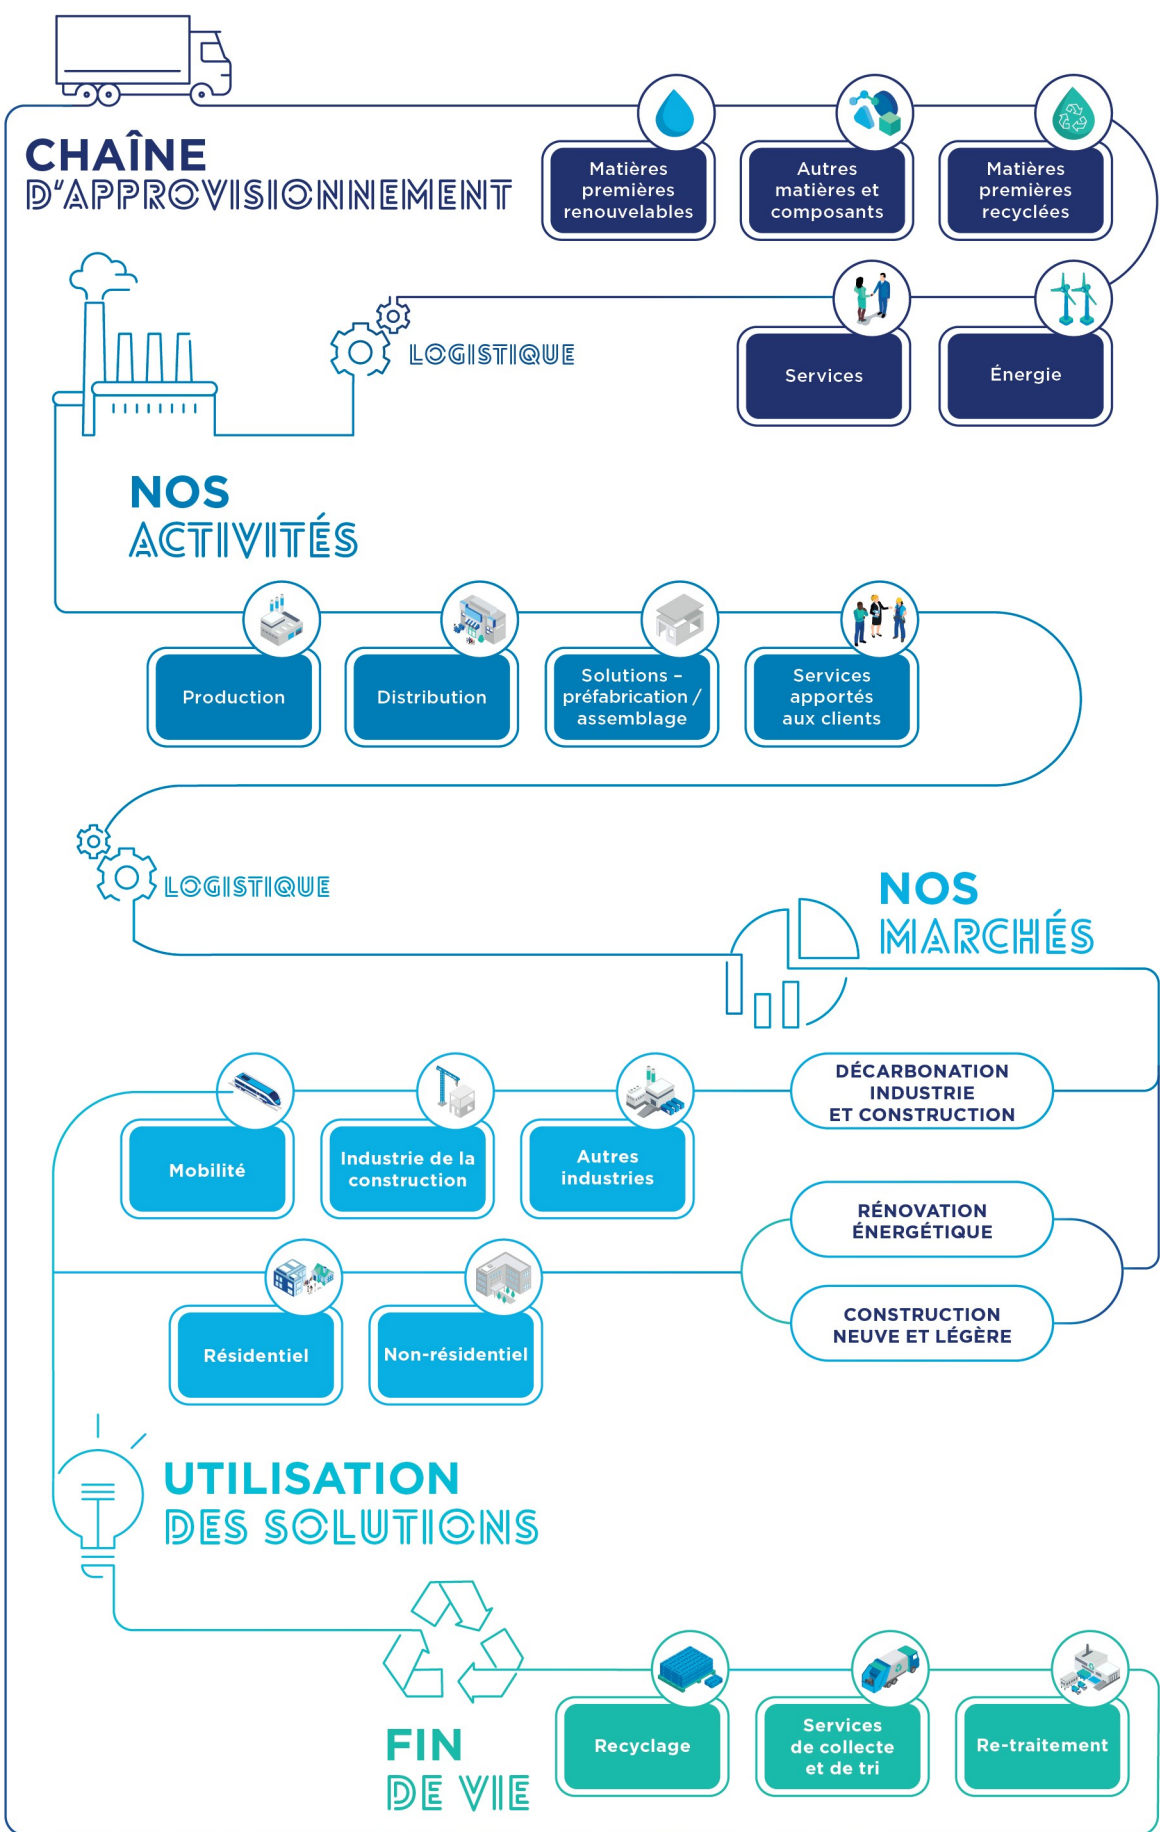 CHAÎNE
D'APPROVISIONNEMENT
Matières
premières
renouvelables
Autres
matières et
composants
Matières
premières
recyclées
LOGISTIQUE
Services
Énergie
NOS
ACTIVITÉS
Production
Distribution
Solutions –
préfabrication /
assemblage
Services
apportés
aux clients
LOGISTIQUE
NOS
MARCHÉS
DÉCARBONATION
INDUSTRIE
ET CONSTRUCTION
Mobilité
Industrie de la
construction
Autres
industries
RÉNOVATION
ÉNERGÉTIQUE
CONSTRUCTION
NEUVE ET LÉGÈRE
Résidentiel
Non-résidentiel
UTILISATION
DES SOLUTIONS
FIN
DE VIE
Recyclage
Services
de collecte
et de tri
Re-traitement